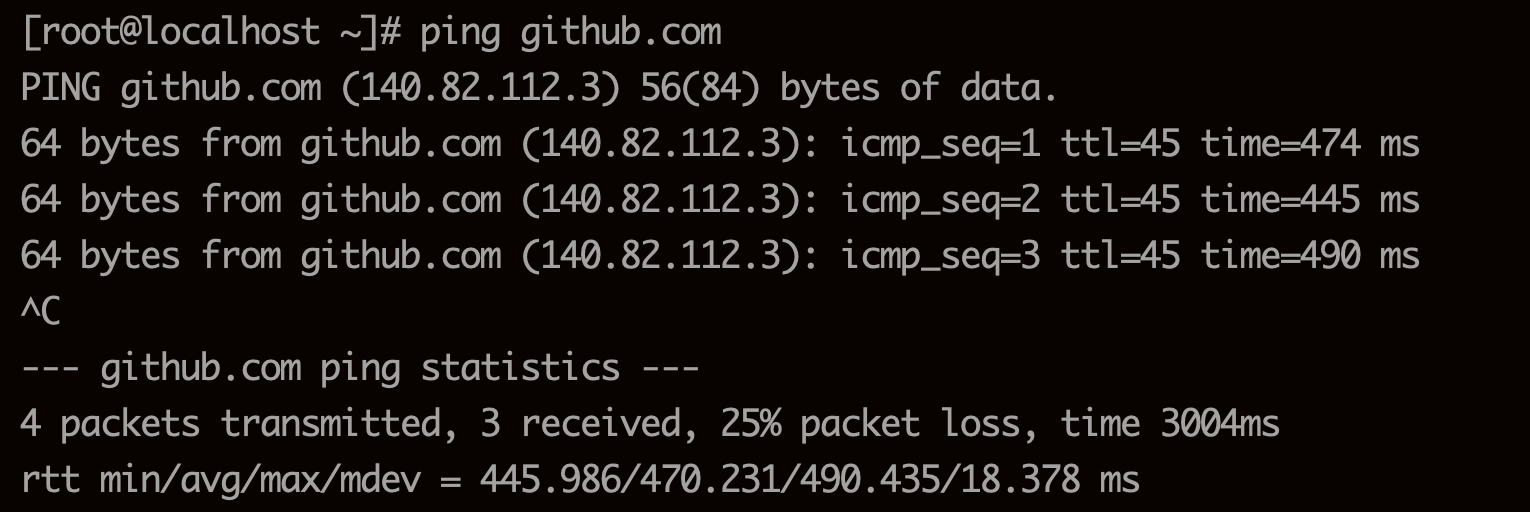 [root@localhost ~]# ping github.com
PING github.com (140.82.112.3) 56(84) bytes of data.
64 bytes from github.com (140.82.112.3): icmp_seq=1 ttl=45 time=474 ms
64 bytes from github.com (140.82.112.3): icmp_seq=2 ttl=45 time=445 ms
64 bytes from github.com (140.82.112.3): icmp_seq=3 ttl=45 time=490 ms
^C
--- github.com ping statistics ---
4 packets transmitted, 3 received, 25% packet loss, time 3004ms
rtt min/avg/max/mdev = 445.986/470.231/490.435/18.378 ms